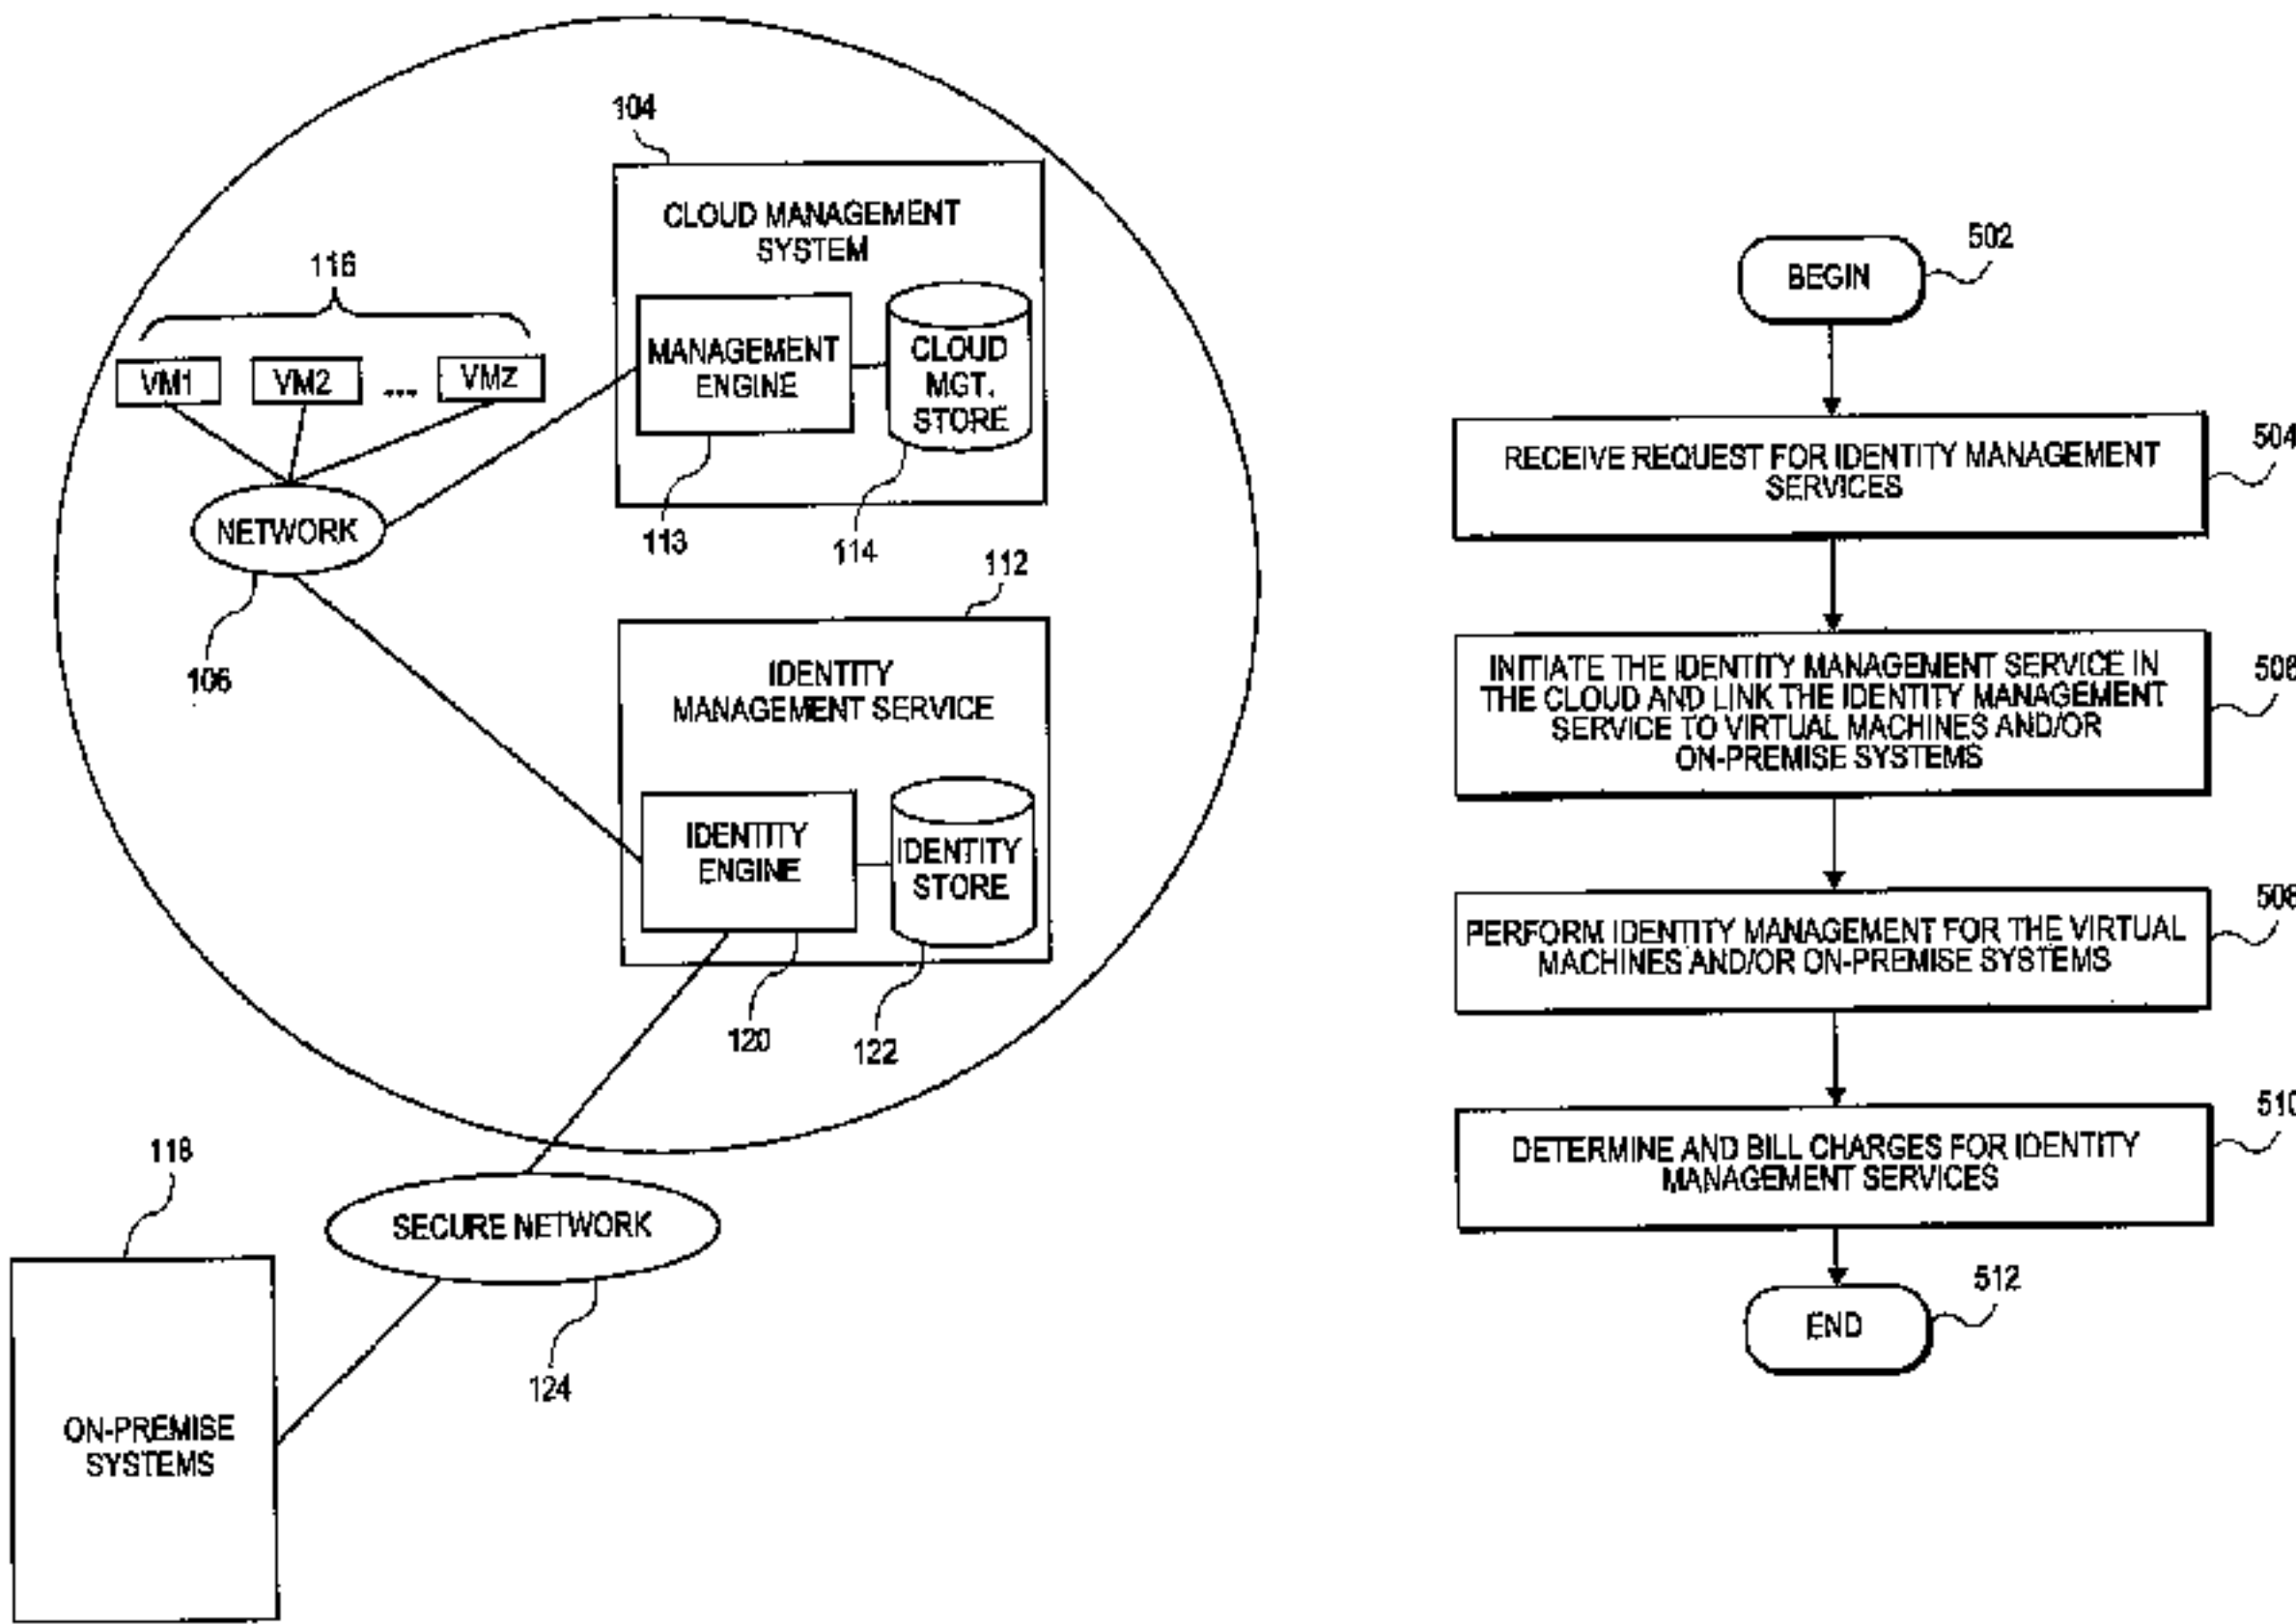 104
CLOUD MANAGEMENT
SYSTEM
116
VM1
VM2
...
VMZ
MANAGEMENT
ENGINE
CLOUD
MGT.
STORE
NETWORK
113
114
106
112
IDENTITY
MANAGEMENT SERVICE
IDENTITY
ENGINE
IDENTITY
STORE
120
122
118
SECURE NETWORK
124
ON-PREMISE
SYSTEMS
BEGIN
502
RECEIVE REQUEST FOR IDENTITY MANAGEMENT
SERVICES
504
INITIATE THE IDENTITY MANAGEMENT SERVICE IN
THE CLOUD AND LINK THE IDENTITY MANAGEMENT
SERVICE TO VIRTUAL MACHINES AND/OR
ON-PREMISE SYSTEMS
506
PERFORM IDENTITY MANAGEMENT FOR THE VIRTUAL
MACHINES AND/OR ON-PREMISE SYSTEMS
508
DETERMINE AND BILL CHARGES FOR IDENTITY
MANAGEMENT SERVICES
510
END
512